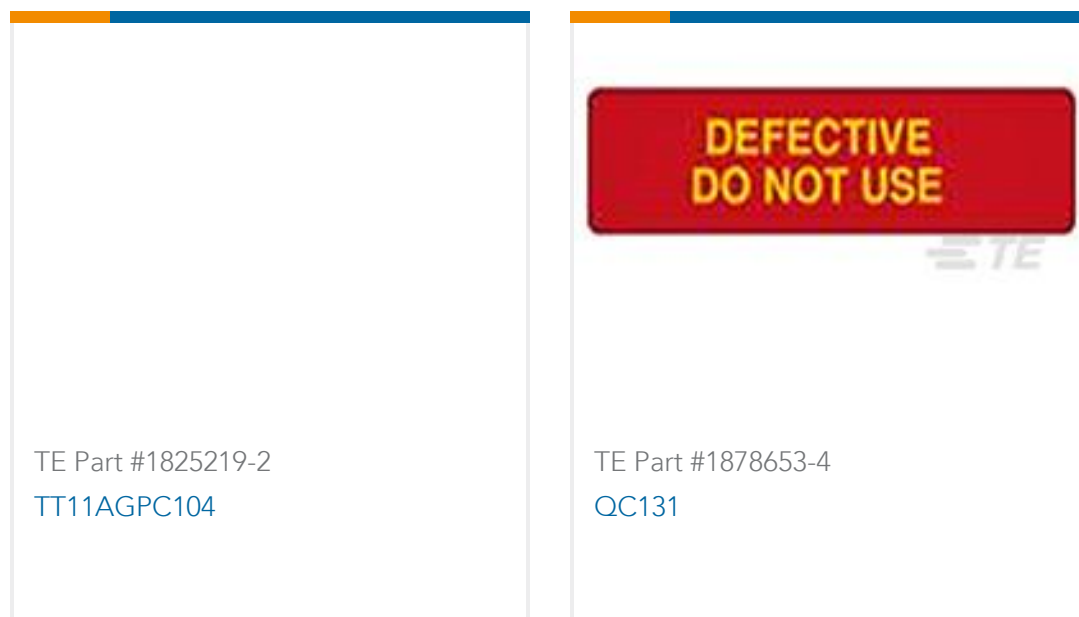 DEFECTIVE
DO NOT USE
TE
TE Part #1825219-2
TT11AGPC104
TE Part #1878653-4
QC131